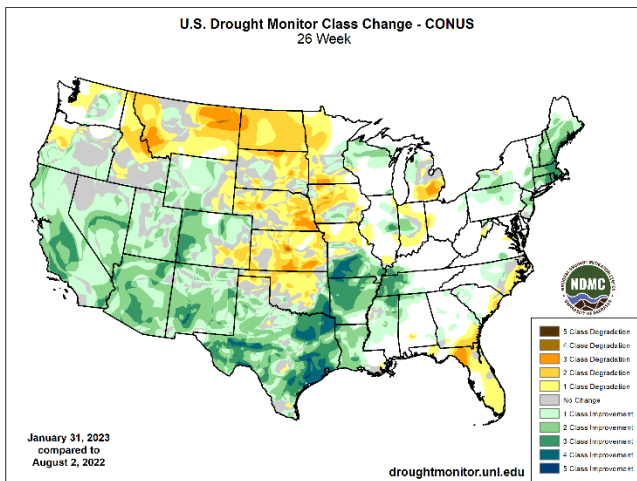 U.S. Drought Monitor Class Change - CONUS
26 Week
NDMC
5 Class Degradation
4 Class Degradation
3 Class Degradation
2 Class Degradation
1 Class Degradation
No Change
1 Class Improvement
2 Class Improvement
3 Class Improvement
4 Class Improvement
5 Class Improvement
January 31, 2023
compared to
August 2, 2022
droughtmonitor.unl.edu